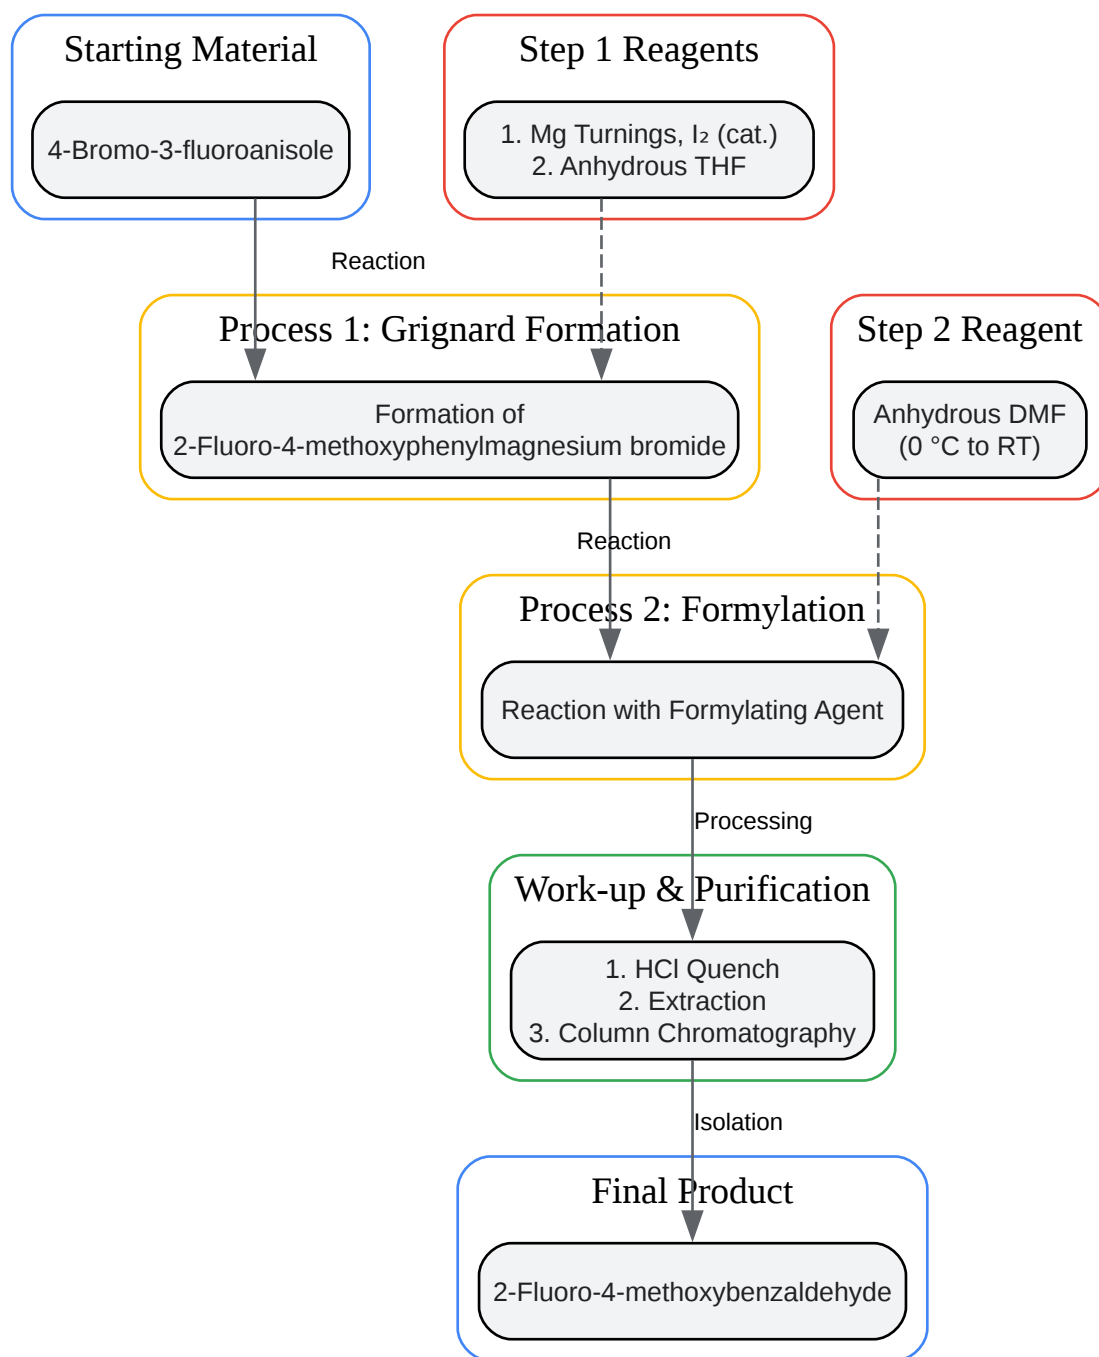 Starting Material
4-Bromo-3-fluoroanisole
Step 1 Reagents
1. Mg Turnings, I₂ (cat.)
2. Anhydrous THF
Reaction
Process 1: Grignard Formation
Formation of
2-Fluoro-4-methoxyphenylmagnesium bromide
Step 2 Reagent
Anhydrous DMF
(0 °C to RT)
Reaction
Process 2: Formylation
Reaction with Formylating Agent
Processing
Work-up & Purification
1. HCl Quench
2. Extraction
3. Column Chromatography
Isolation
Final Product
2-Fluoro-4-methoxybenzaldehyde